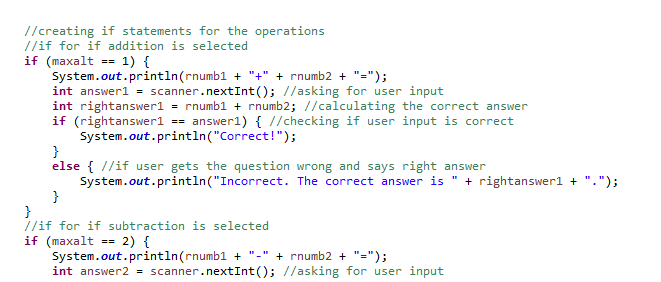 //creating if statements for the operations
//if for if addition is selected
if (maxalt == 1) {
System.out.println(rnumb1 + "+" + rnumb2 + "=");
int answer1 = scanner.nextInt(); //asking for user input
int rightanswer1 = rnumb1 + rnumb2; //calculating the correct answer
if (rightanswer1 == answer1) { //checking if user input is correct
System.out.println("Correct!");
}
else { //if user gets the question wrong and says right answer
System.out.println("Incorrect. The correct answer is " + rightanswer1 + ".");
}
}
//if for if subtraction is selected
if (maxalt == 2) {
System.out.println(rnumb1 + "-" + rnumb2 + "=");
int answer2 = scanner.nextInt(); //asking for user input